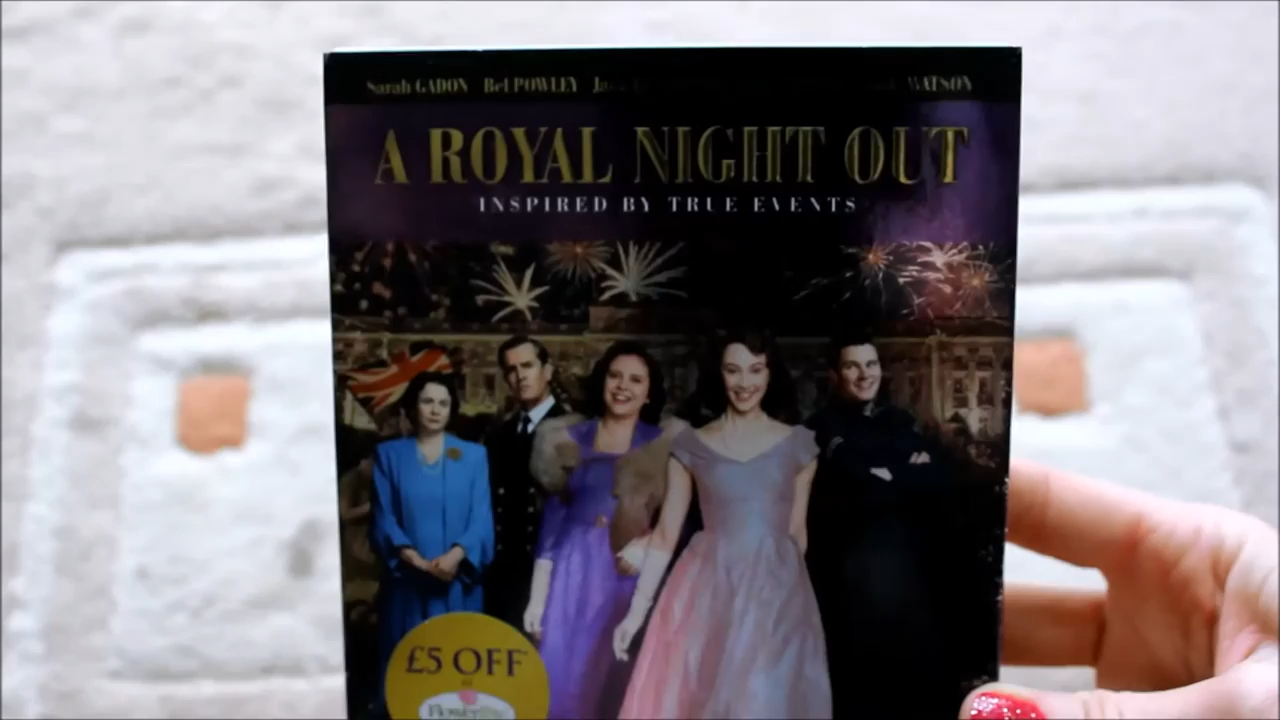 Sarah GADON Bel POWLEY WATSON
A ROYAL NIGHT OUT
INSPIRED BY TRUE EVENTS
£5 OFF